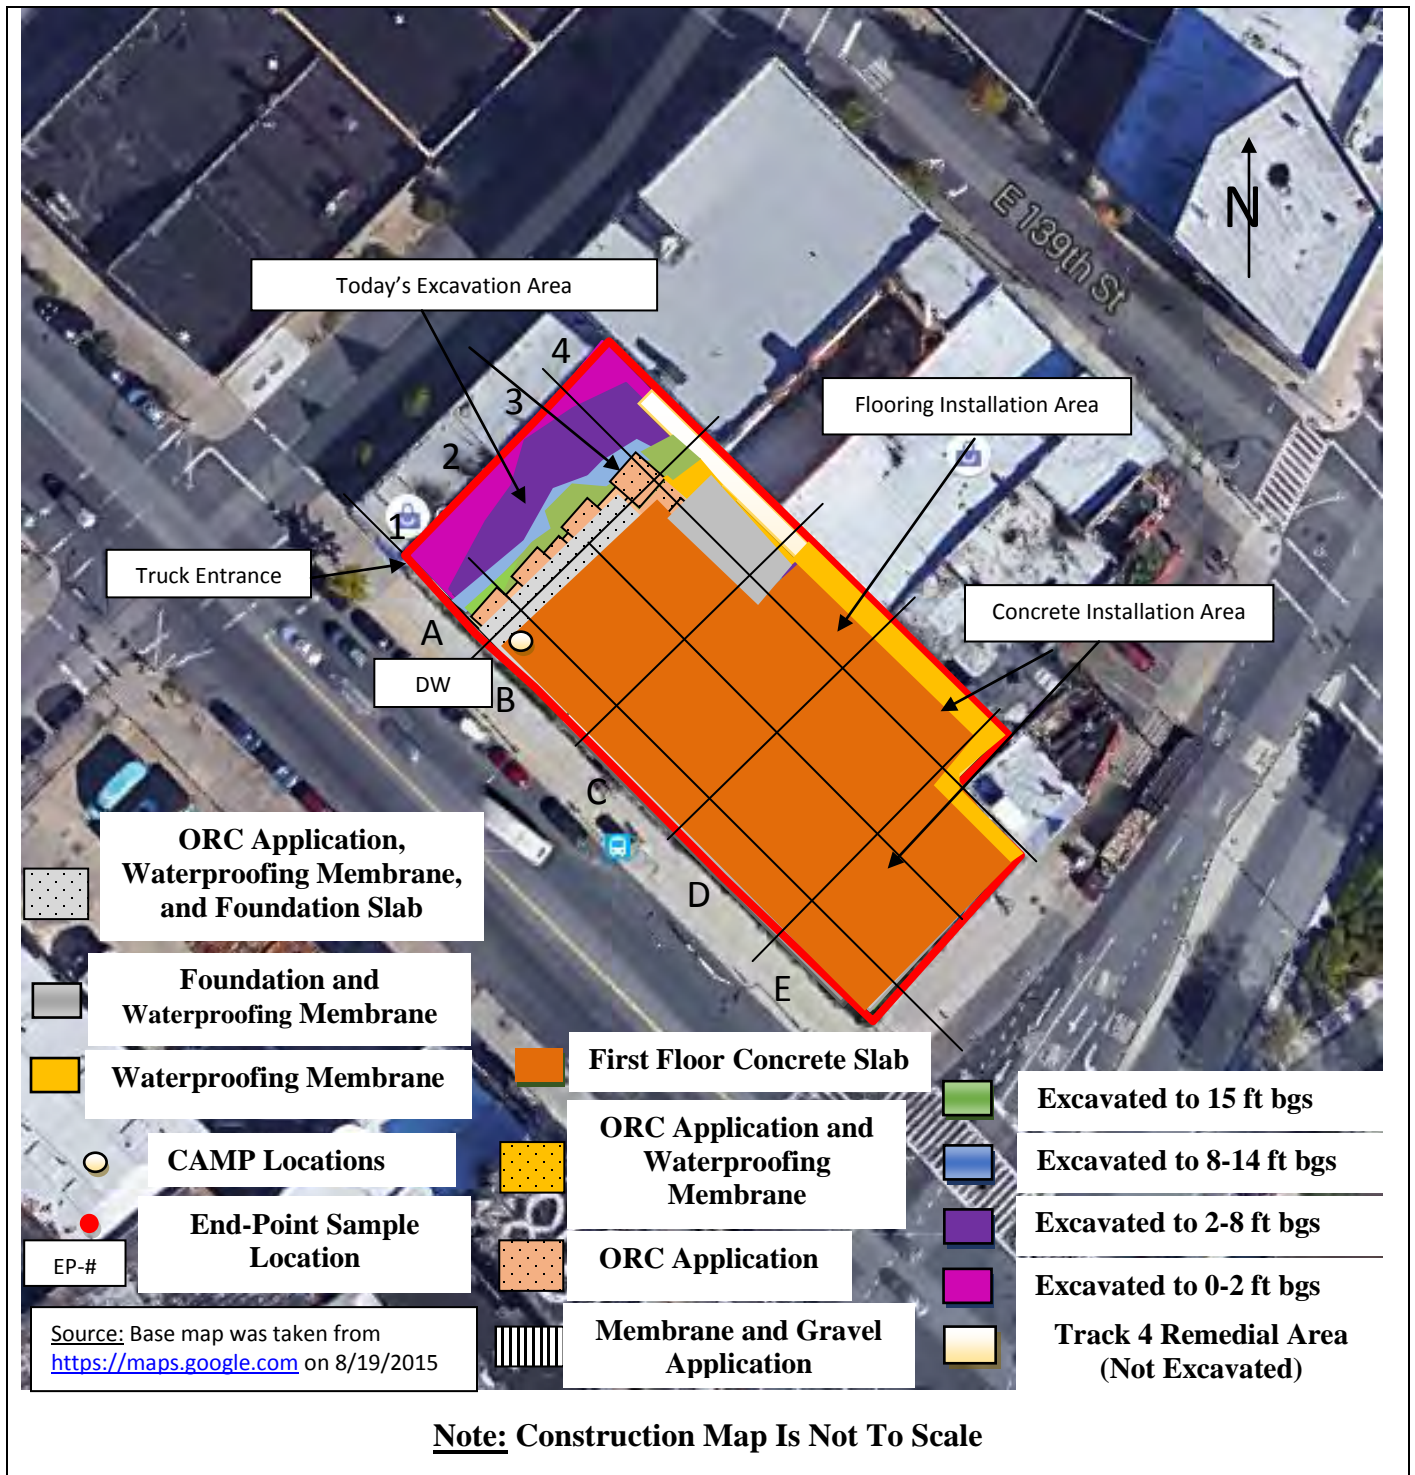 E 139th St
N
Today's Excavation Area
4
3
Flooring Installation Area
2
1
Truck Entrance
Concrete Installation Area
A
DW
B
C
D
E
ORC Application,
Waterproofing Membrane,
and Foundation Slab
Foundation and
Waterproofing Membrane
Waterproofing Membrane
CAMP Locations
End-Point Sample
Location
EP-#
Source: Base map was taken from
https://maps.google.com on 8/19/2015
First Floor Concrete Slab
ORC Application and
Waterproofing
Membrane
ORC Application
Membrane and Gravel
Application
Excavated to 15 ft bgs
Excavated to 8-14 ft bgs
Excavated to 2-8 ft bgs
Excavated to 0-2 ft bgs
Track 4 Remedial Area
(Not Excavated)
Note: Construction Map Is Not To Scale